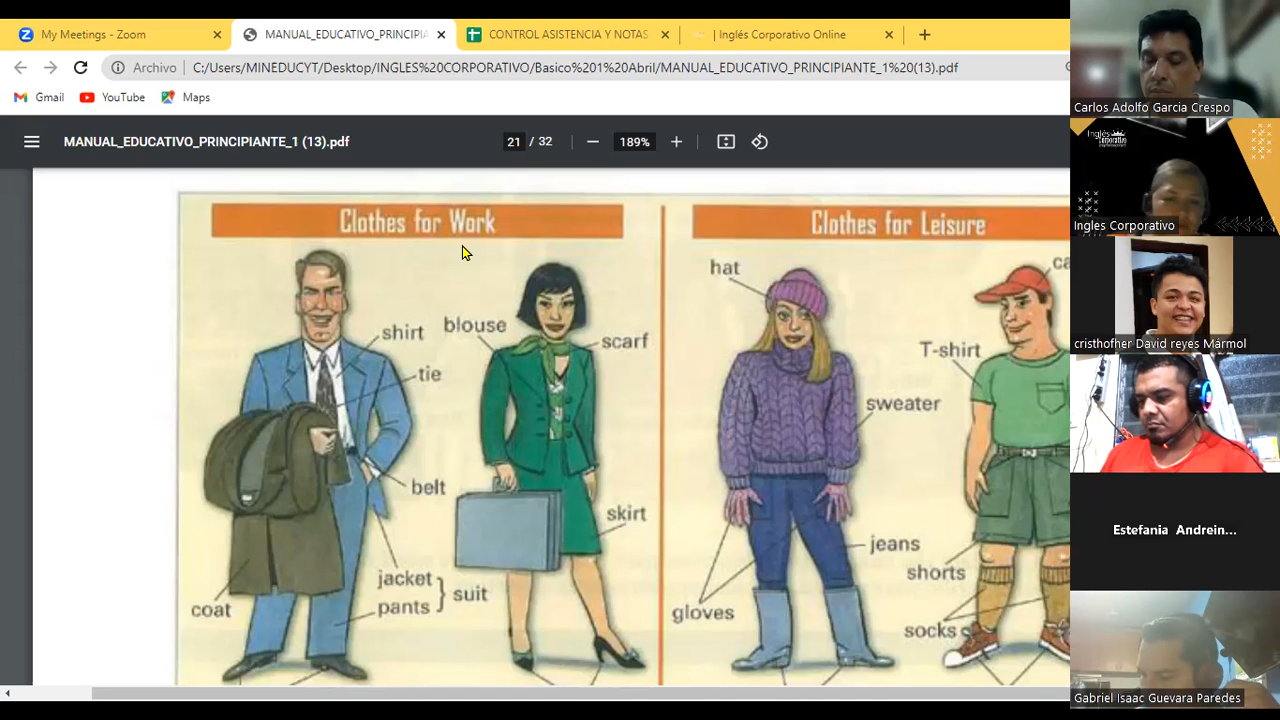 My Meetings - Zoom
MANUAL_EDUCATIVO_PRINCIPIA
CONTROL ASISTENCIA Y NOTAS
| Inglés Corporativo Online
Archivo
C:/Users/MINEDUCYT/Desktop/INGLES%20CORPORATIVO/Basico%201%20Abril/MANUAL_EDUCATIVO_PRINCIPIANTE_1%20(13).pdf
Gmail
YouTube
Maps
MANUAL_EDUCATIVO_PRINCIPIANTE_1 (13).pdf
21 / 32
189%
Clothes for Work
shirt
tie
belt
jacket
pants
suit
coat
blouse
scarf
skirt
Clothes for Leisure
hat
sweater
jeans
gloves
ca
T-shirt
shorts
socks
Carlos Adolfo Garcia Crespo
Inglés
Corporativo
Ingles Corporativo
cristhofher David reyes Mármol
Estefania Andrein...
Gabriel Isaac Guevara Paredes